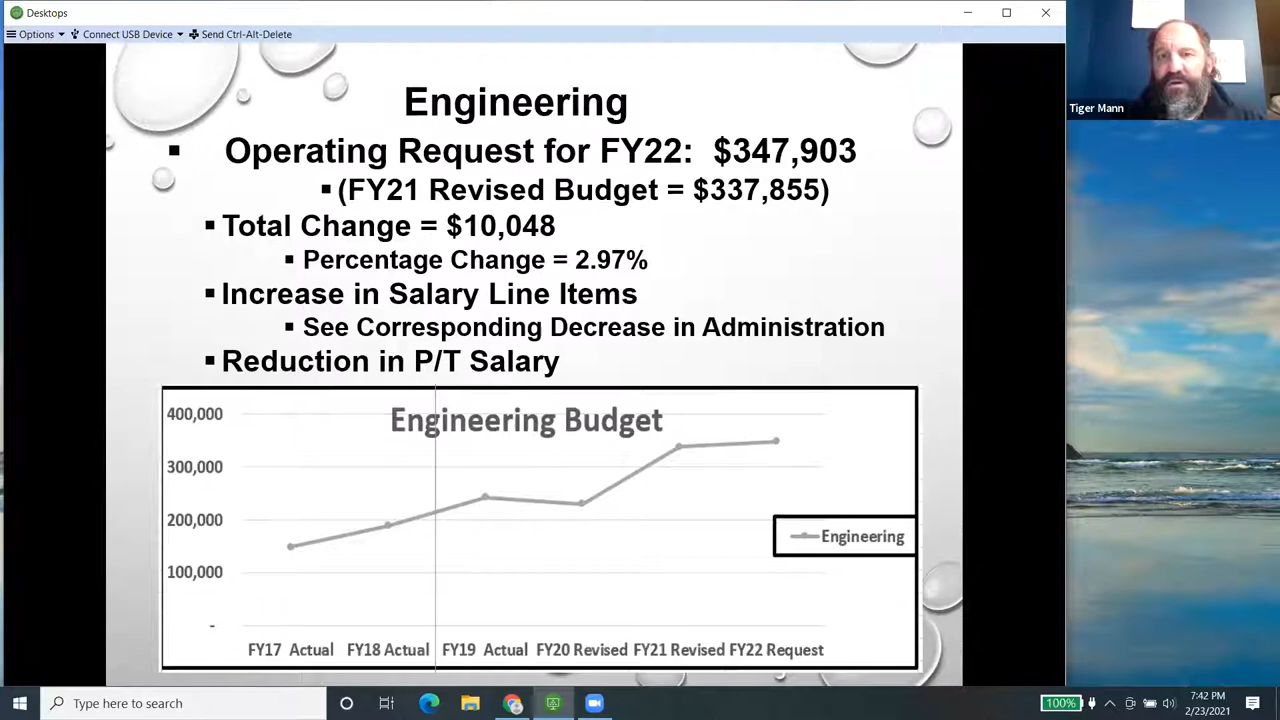 Desktops
Options Connect USB Device Send Ctrl-Alt-Delete
Tiger Mann
Engineering
▪ Operating Request for FY22: $347,903
▪ (FY21 Revised Budget = $337,855)
▪ Total Change = $10,048
▪ Percentage Change = 2.97%
▪ Increase in Salary Line Items
▪ See Corresponding Decrease in Administration
▪ Reduction in P/T Salary
Engineering Budget
400,000
300,000
200,000
100,000
-
Engineering
FY17 Actual FY18 Actual FY19 Actual FY20 Revised FY21 Revised FY22 Request
Type here to search
100%
7:42 PM
2/23/2021